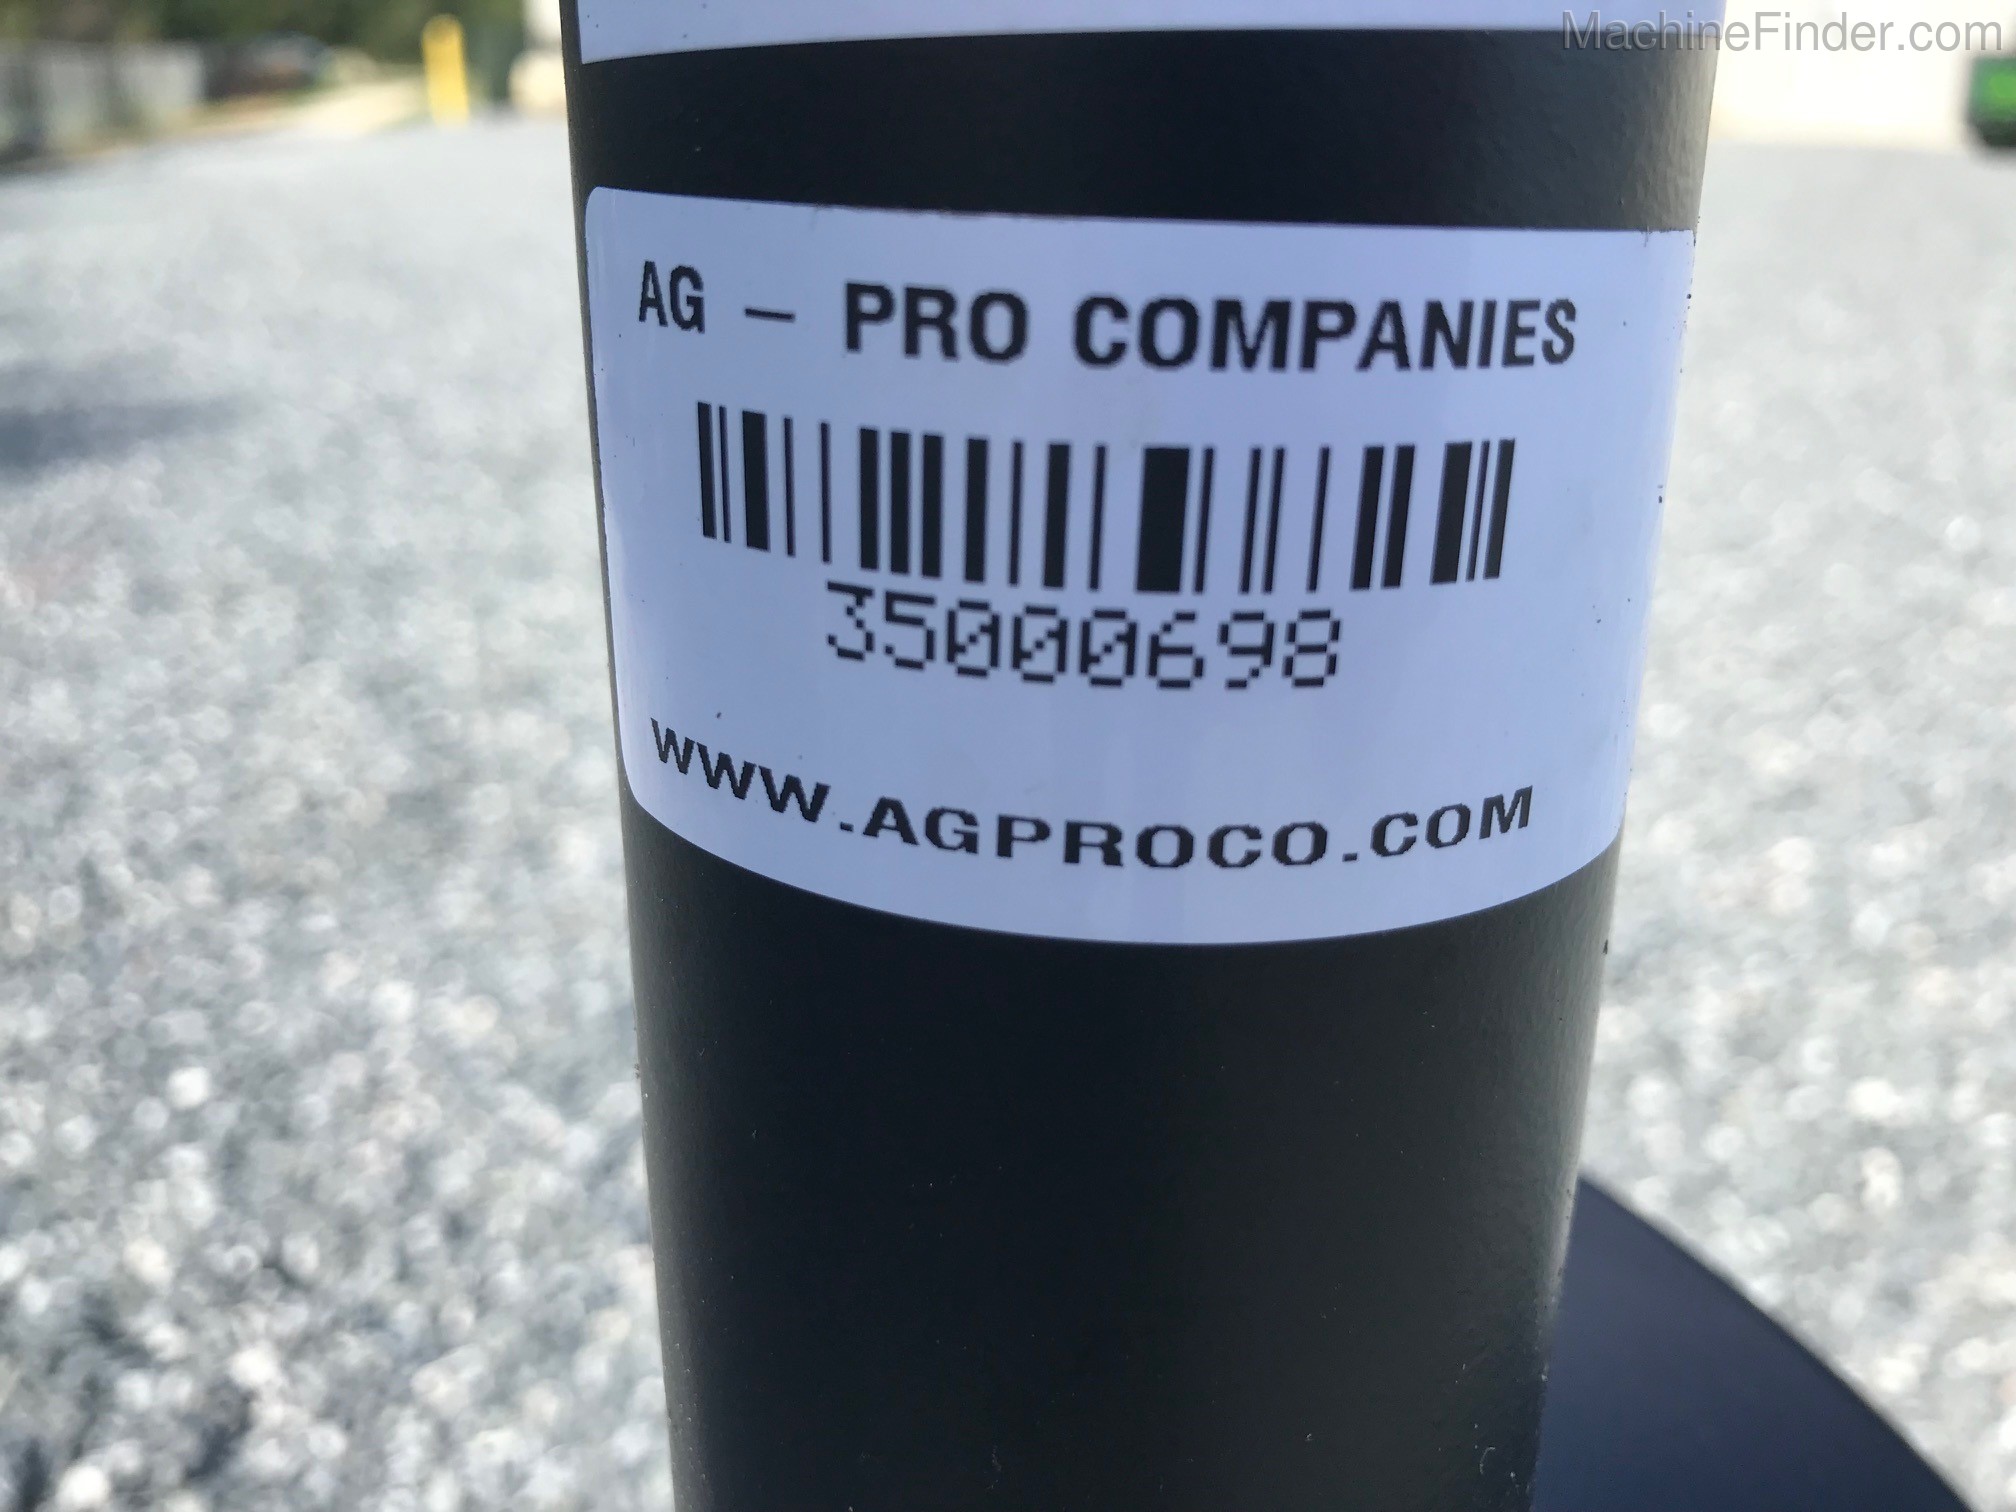 MachineFinder.com
AG – PRO COMPANIES
35000698
WWW.AGPROCO.COM